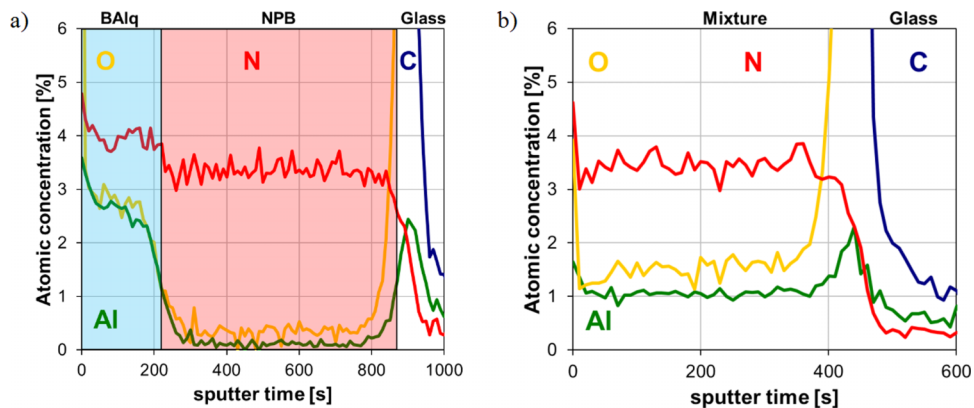 a)
BAlq NPB Glass
6
5
4
3
2
1
0
O N C
Al
Atomic concentration [%]
0 200 400 600 800 1000
sputter time [s]
b)
Mixture Glass
6
5
4
3
2
1
0
O N C
Al
Atomic concentration [%]
0 200 400 600
sputter time [s]